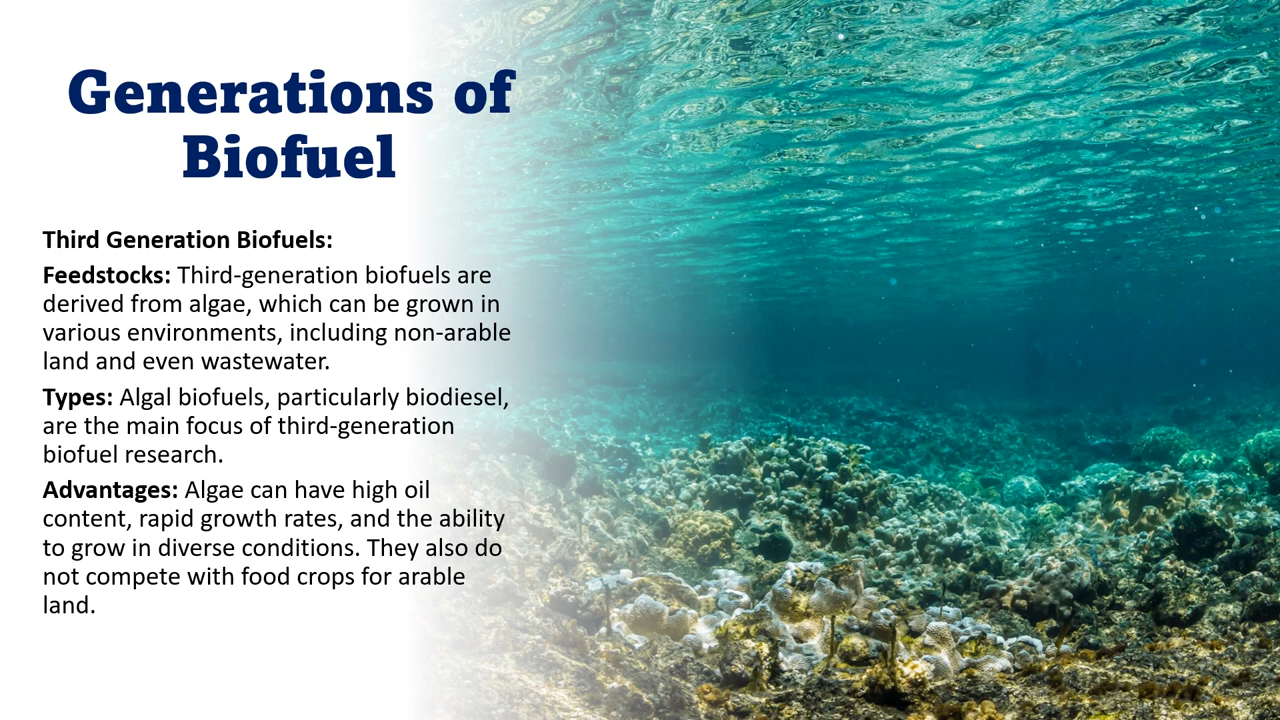 Generations of
Biofuel
Third Generation Biofuels:
Feedstocks: Third-generation biofuels are
derived from algae, which can be grown in
various environments, including non-arable
land and even wastewater.
Types: Algal biofuels, particularly biodiesel,
are the main focus of third-generation
biofuel research.
Advantages: Algae can have high oil
content, rapid growth rates, and the ability
to grow in diverse conditions. They also do
not compete with food crops for arable
land.